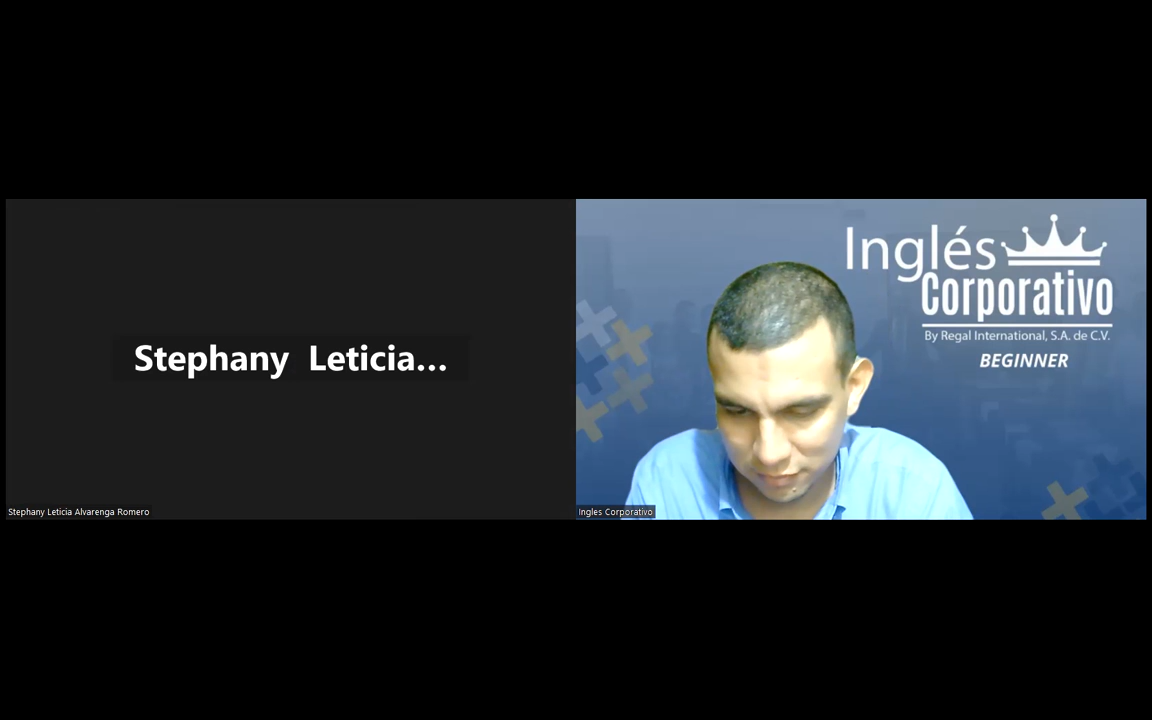 Stephany Leticia...
Stephany Leticia Alvarenga Romero
Inglés
Corporativo
By Regal International, S.A. de C.V.
BEGINNER
Ingles Corporativo